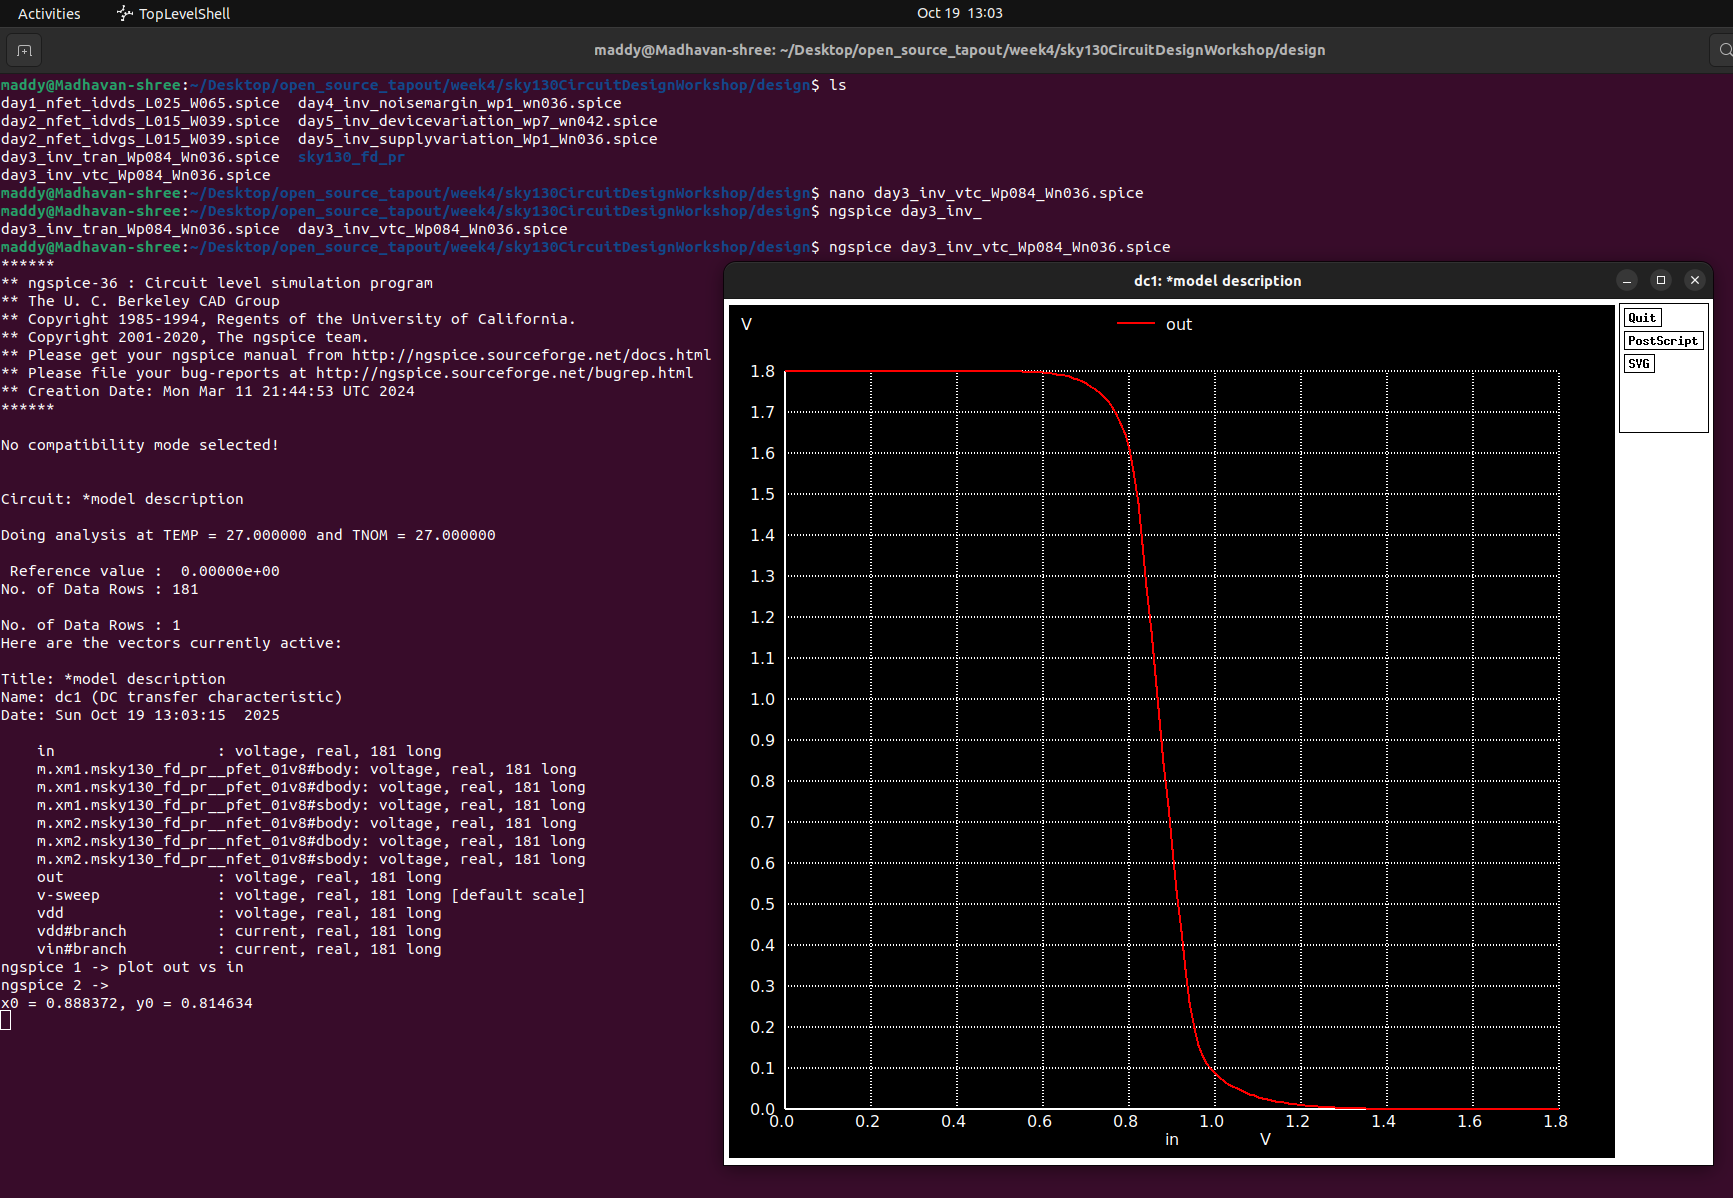 Activities TopLevelShell Oct 19 13:03
maddy@Madhavan-shree: ~/Desktop/open_source_tapout/week4/sky130CircuitDesignWorkshop/design
maddy@Madhavan-shree:~/Desktop/open_source_tapout/week4/sky130CircuitDesignWorkshop/design$ ls
day1_nfet_idvds_L025_W065.spice day4_inv_noisemargin_wp1_wn036.spice
day2_nfet_idvds_L015_W039.spice day5_inv_devicevariation_wp7_wn042.spice
day2_nfet_idvgs_L015_W039.spice day5_inv_supplyvariation_Wp1_Wn036.spice
day3_inv_tran_Wp084_Wn036.spice sky130_fd_pr
day3_inv_vtc_Wp084_Wn036.spice
maddy@Madhavan-shree:~/Desktop/open_source_tapout/week4/sky130CircuitDesignWorkshop/design$ nano day3_inv_vtc_Wp084_Wn036.spice
maddy@Madhavan-shree:~/Desktop/open_source_tapout/week4/sky130CircuitDesignWorkshop/design$ ngspice day3_inv_
day3_inv_tran_Wp084_Wn036.spice day3_inv_vtc_Wp084_Wn036.spice
maddy@Madhavan-shree:~/Desktop/open_source_tapout/week4/sky130CircuitDesignWorkshop/design$ ngspice day3_inv_vtc_Wp084_Wn036.spice
******
** ngspice-36 : Circuit level simulation program
** The U. C. Berkeley CAD Group
** Copyright 1985-1994, Regents of the University of California.
** Copyright 2001-2020, The ngspice team.
** Please get your ngspice manual from http://ngspice.sourceforge.net/docs.html
** Please file your bug-reports at http://ngspice.sourceforge.net/bugrep.html
** Creation Date: Mon Mar 11 21:44:53 UTC 2024
******
No compatibility mode selected!
Circuit: *model description
Doing analysis at TEMP = 27.000000 and TNOM = 27.000000
Reference value : 0.00000e+00
No. of Data Rows : 181
No. of Data Rows : 1
Here are the vectors currently active:
Title: *model description
Name: dc1 (DC transfer characteristic)
Date: Sun Oct 19 13:03:15 2025
in : voltage, real, 181 long
m.xm1.msky130_fd_pr__pfet_01v8#body: voltage, real, 181 long
m.xm1.msky130_fd_pr__pfet_01v8#dbody: voltage, real, 181 long
m.xm1.msky130_fd_pr__pfet_01v8#sbody: voltage, real, 181 long
m.xm2.msky130_fd_pr__nfet_01v8#body: voltage, real, 181 long
m.xm2.msky130_fd_pr__nfet_01v8#dbody: voltage, real, 181 long
m.xm2.msky130_fd_pr__nfet_01v8#sbody: voltage, real, 181 long
out : voltage, real, 181 long
v-sweep : voltage, real, 181 long [default scale]
vdd : voltage, real, 181 long
vdd#branch : current, real, 181 long
vin#branch : current, real, 181 long
ngspice 1 -> plot out vs in
ngspice 2 ->
x0 = 0.888372, y0 = 0.814634
dc1: *model description
Quit
PostScript
SVG
V out
1.8
1.7
1.6
1.5
1.4
1.3
1.2
1.1
1.0
0.9
0.8
0.7
0.6
0.5
0.4
0.3
0.2
0.1
0.0
0.0 0.2 0.4 0.6 0.8 1.0 1.2 1.4 1.6 1.8
in V